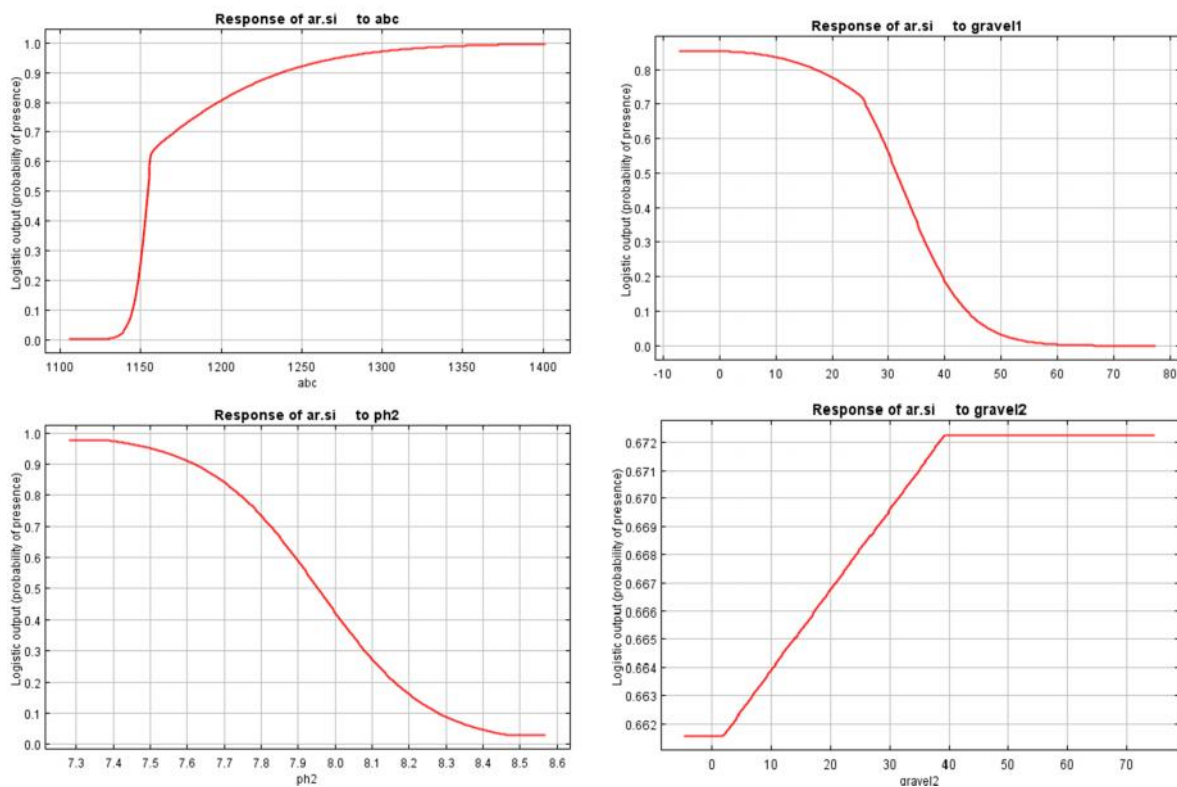 Response of ar.si to abc
Logistic output (probability of presence)
1.0
0.9
0.8
0.7
0.6
0.5
0.4
0.3
0.2
0.1
0.0
1100 1150 1200 1250 1300 1350 1400
abc
Response of ar.si to gravel1
Logistic output (probability of presence)
0.8
0.7
0.6
0.5
0.4
0.3
0.2
0.1
0.0
-10 0 10 20 30 40 50 60 70 80
Response of ar.si to ph2
Logistic output (probability of presence)
1.0
0.9
0.8
0.7
0.6
0.5
0.4
0.3
0.2
0.1
0.0
7.3 7.4 7.5 7.6 7.7 7.8 7.9 8.0 8.1 8.2 8.3 8.4 8.5 8.6
ph2
Response of ar.si to gravel2
Logistic output (probability of presence)
0.672
0.671
0.670
0.669
0.668
0.667
0.666
0.665
0.664
0.663
0.662
0 10 20 30 40 50 60 70
gravel2